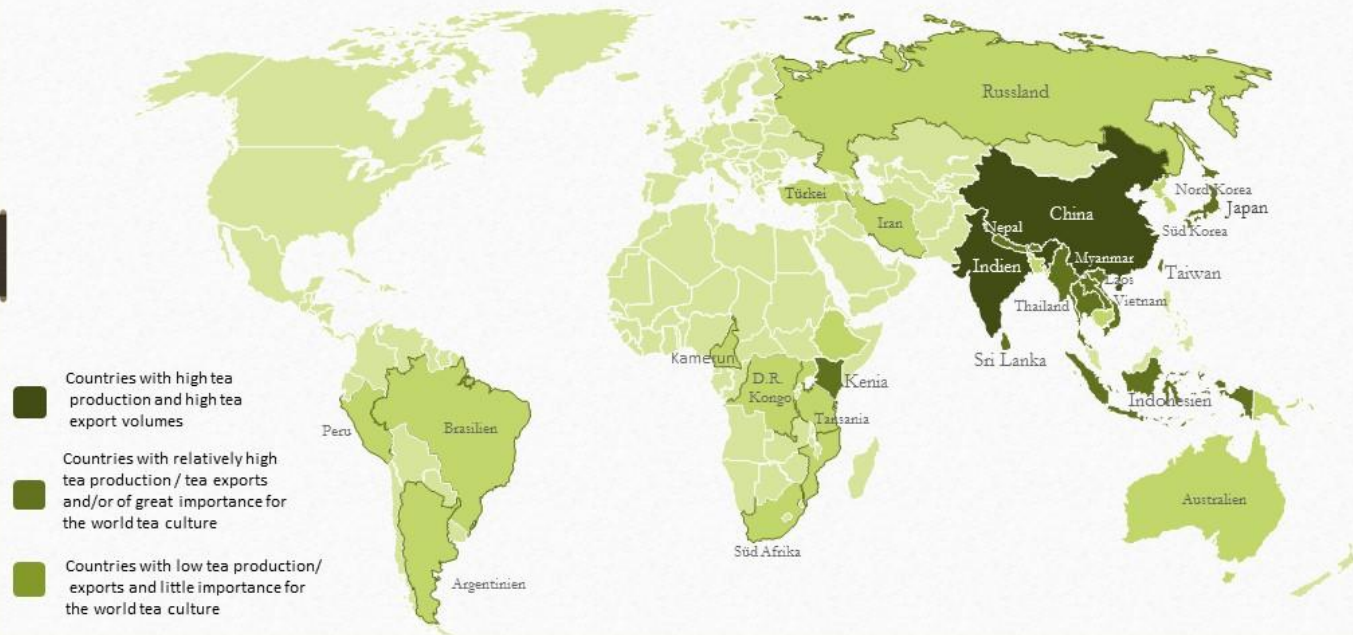 Russland
Türkei
Iran
China
Nord Korea
Japan
Süd Korea
Nepal
Indien
Myanmar
Laos
Taiwan
Thailand
Vietnam
Sri Lanka
Indonesien
Kamerun
D.R.
Kongo
Kenia
Tansania
Süd Afrika
Australien
Peru
Brasilien
Argentinien
Countries with high tea
production and high tea
export volumes
Countries with relatively high
tea production / tea exports
and/or of great importance for
the world tea culture
Countries with low tea production/
exports and little importance for
the world tea culture